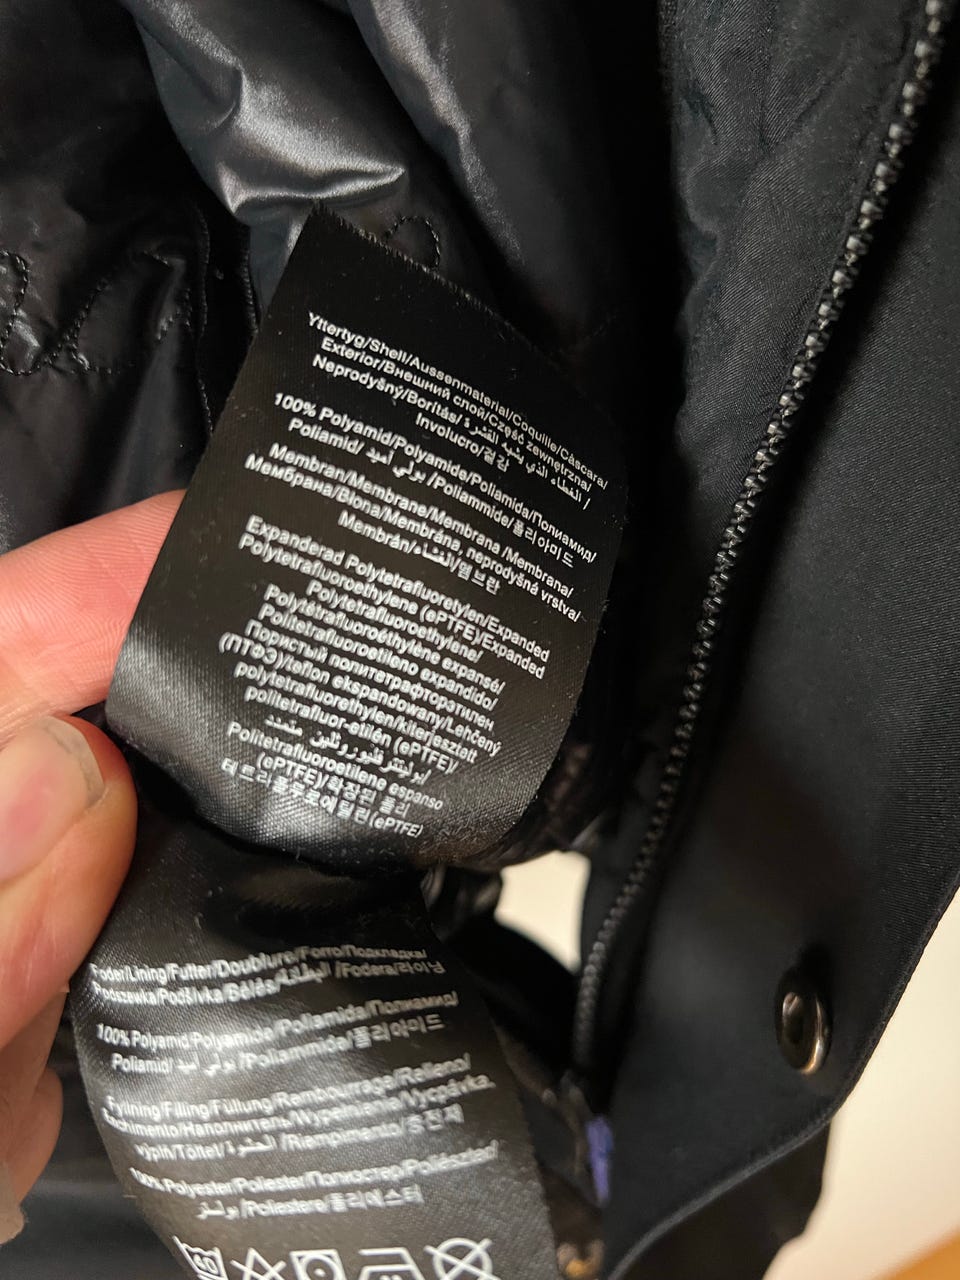 Yttertyg/Shell/Aussenmaterial/Coquille/Cáscara/
Exterior/Внешний слой/Część zewnętrzna/
Neprodyšný/Borítás/ الغطاء الذي يشبه القشرة /
Involucro/겉감
100% Polyamid/Polyamide/Poliamida/Полиамид/
Poliamid/ بولي أميد /Poliammide/폴리아미드
Membran/Membrane/Membrana /Membrena/
Мембрана/Błona/Membrána, neprodyšná vrstva/
Membrán/الغشاء/멤브란
Expanderad Polytetrafluoretylen/Expanded
Polytetrafluoroethylene (ePTFE)/Expanded
Polytetrafluoroethylene/
Polytétrafluoroéthylène expansé/
Politetrafluoroetileno expandido/
Пористый политетрафторэтилен
(ПТФЭ)/teflon ekspandowany/Lehčený
polytetrafluorethylen/kiterjesztett
politetrafluor-etilén (ePTFE)/
متمدد
Politetrafluoroetilene espanso
(ePTFE)/확장된 폴리
테트라플루오로에틸렌(ePTFE)
Foder/Lining/Futter/Doublure/Forro/Подкладка/
Podszewka/Podšívka/Bélés/البطانة /Fodera/라이닝
100% Polyamid/Polyamide/Poliamida/Полиамид/
Poliamid/ بولي أميد /Poliammide/폴리아미드
Fyllning/Filling/Füllung/Rembourrage/Relleno/
Enchimento/Наполнитель/Wypełnienie/
výplň/Töltet/ الحشوة /Riempimento/충전재
100% Polyester/Poliester/Полиэстер/Poliészter/
بوليستر /Poliestere/폴리에스터